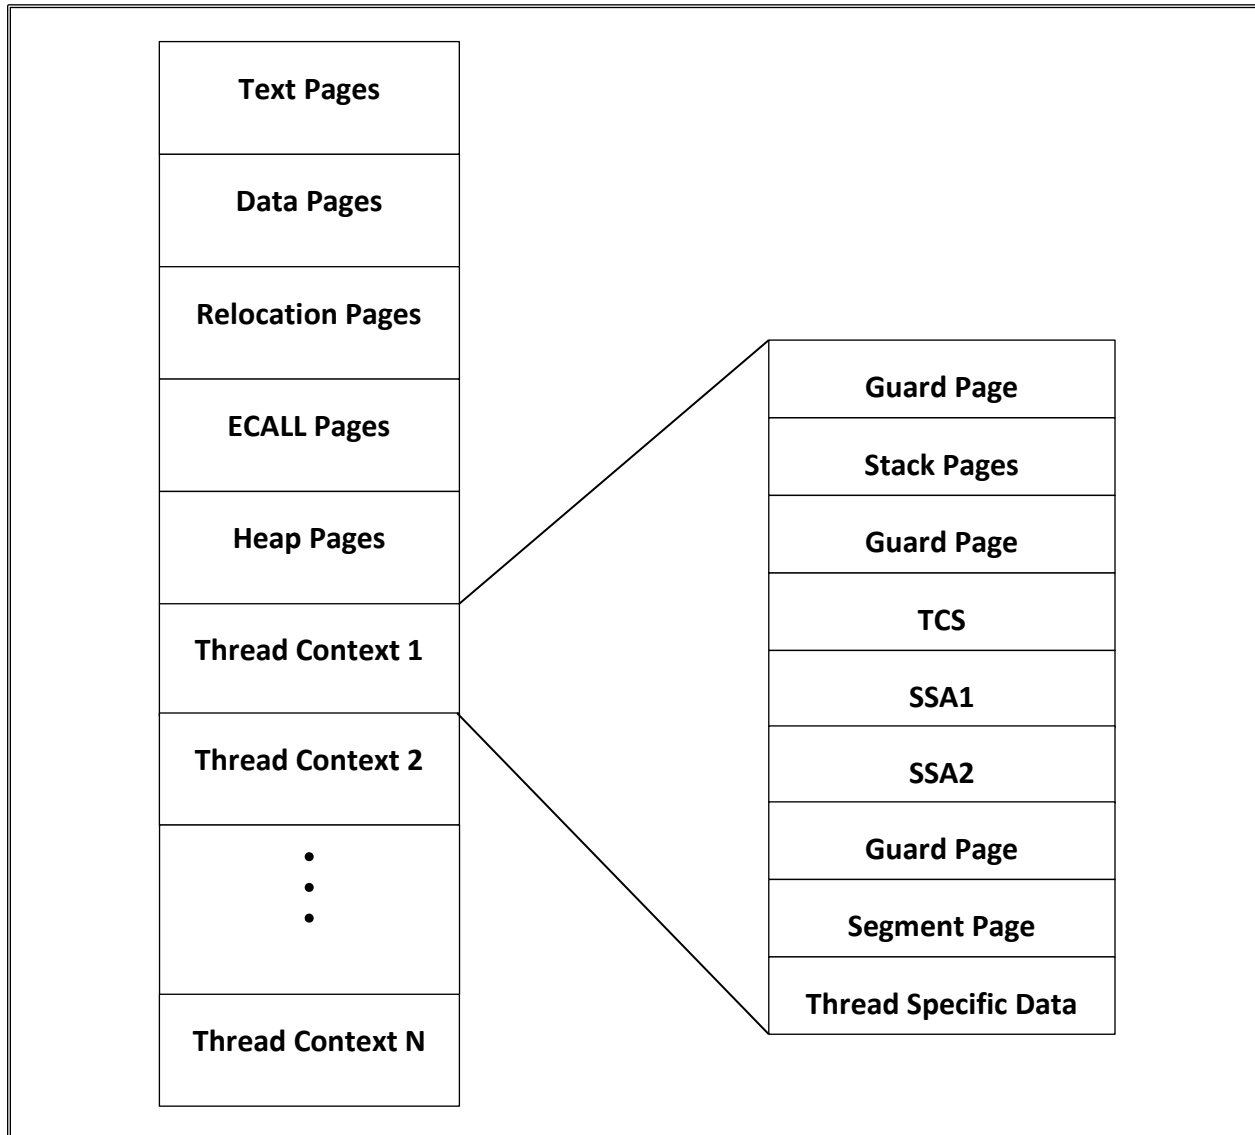 Text Pages
Data Pages
Relocation Pages
ECALL Pages
Heap Pages
Thread Context 1
Thread Context 2
Thread Context N
Guard Page
Stack Pages
Guard Page
TCS
SSA1
SSA2
Guard Page
Segment Page
Thread Specific Data